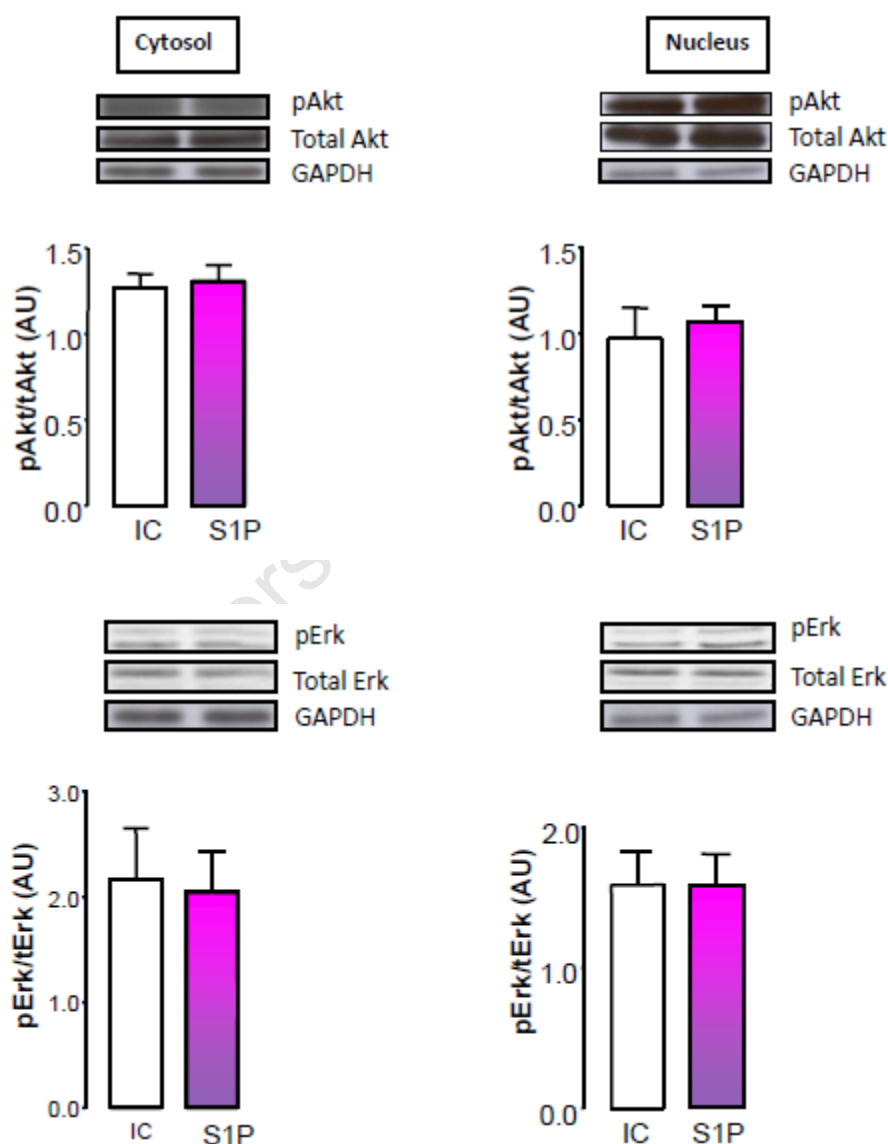 Cytosol
pAkt
Total Akt
GAPDH
pAkt/tAkt (AU)
1.5
1.0
0.5
0.0
IC
S1P
Nucleus
pAkt
Total Akt
GAPDH
pAkt/tAkt (AU)
1.5
1.0
0.5
0.0
IC
S1P
pErk
Total Erk
GAPDH
pErk/tErk (AU)
3.0
2.0
1.0
0.0
IC
S1P
pErk
Total Erk
GAPDH
pErk/tErk (AU)
2.0
1.0
0.0
IC
S1P